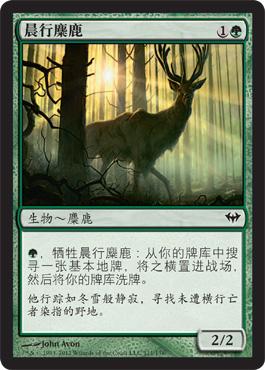 晨行麋鹿 1
生物～麋鹿
，牺牲晨行麋鹿：从你的牌库中搜
寻一张基本地牌，将之横置进战场，
然后将你的牌库洗牌。
他行踪如冬雪般静寂，寻找未遭横行亡
者染指的野地。
2/2
John Avon